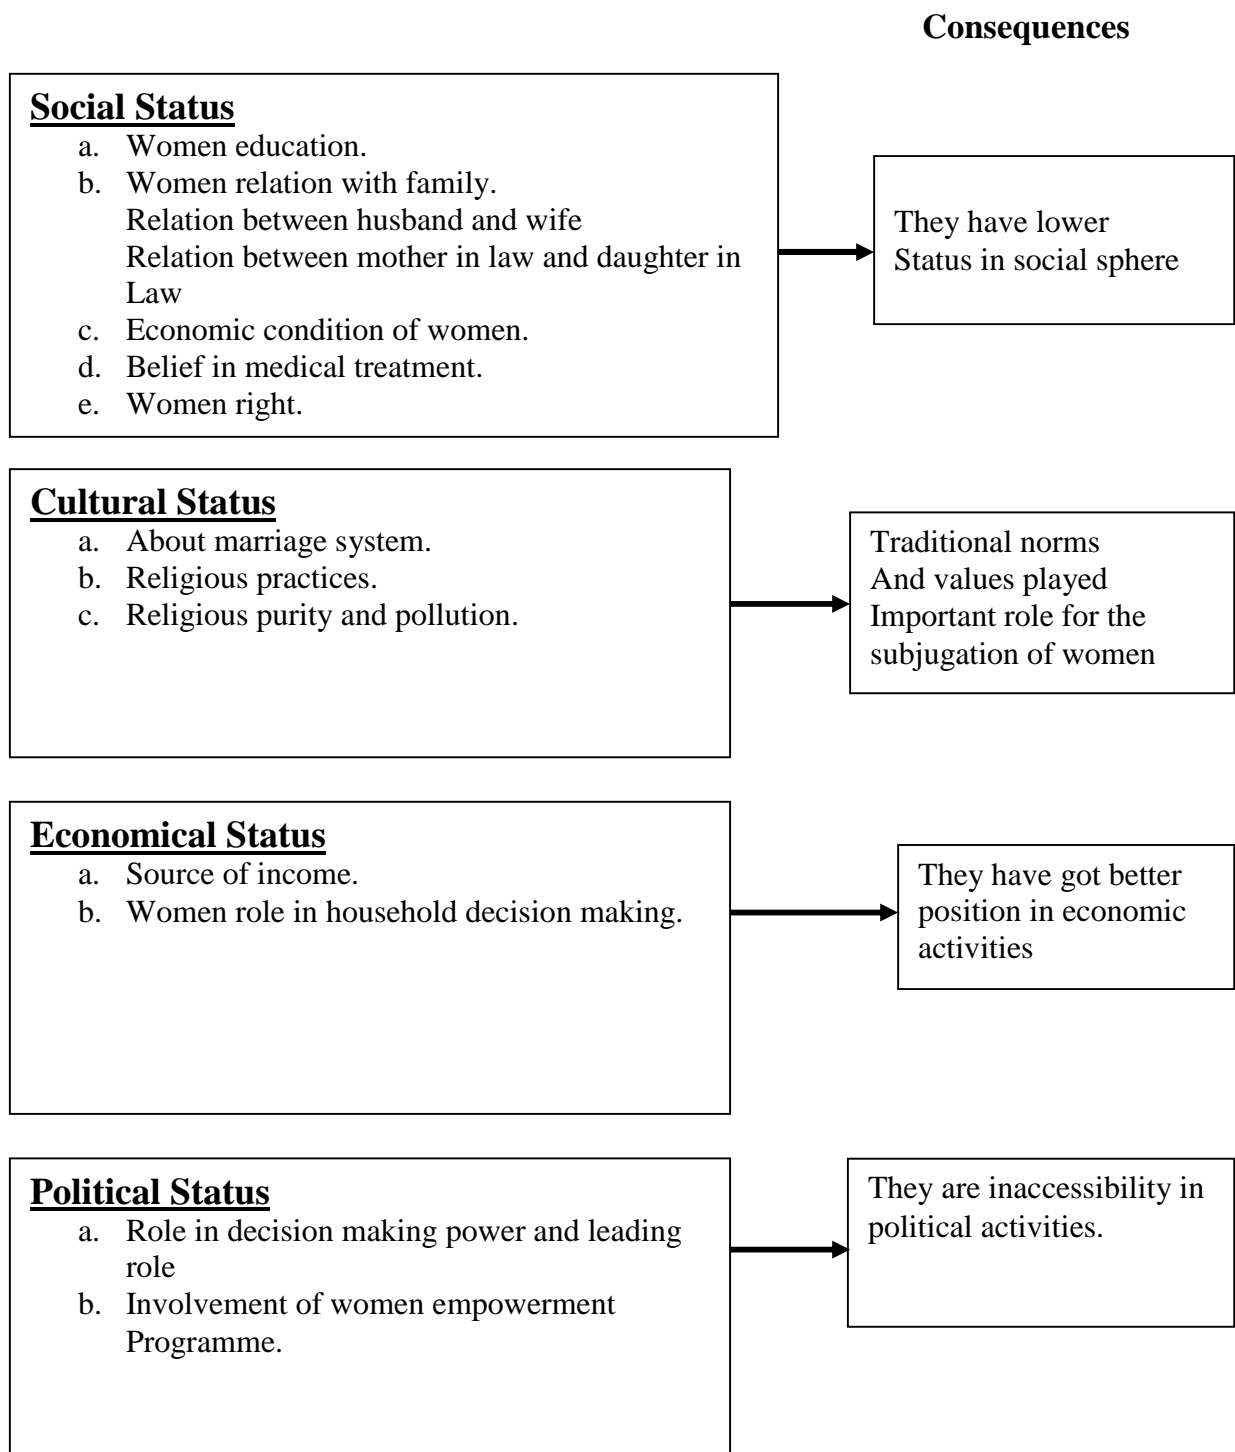 Consequences
Social Status
a. Women education.
b. Women relation with family.
Relation between husband and wife
Relation between mother in law and daughter in
Law
c. Economic condition of women.
d. Belief in medical treatment.
e. Women right.
They have lower
Status in social sphere
Cultural Status
a. About marriage system.
b. Religious practices.
c. Religious purity and pollution.
Traditional norms
And values played
Important role for the
subjugation of women
Economical Status
a. Source of income.
b. Women role in household decision making.
They have got better
position in economic
activities
Political Status
a. Role in decision making power and leading
role
b. Involvement of women empowerment
Programme.
They are inaccessibility in
political activities.